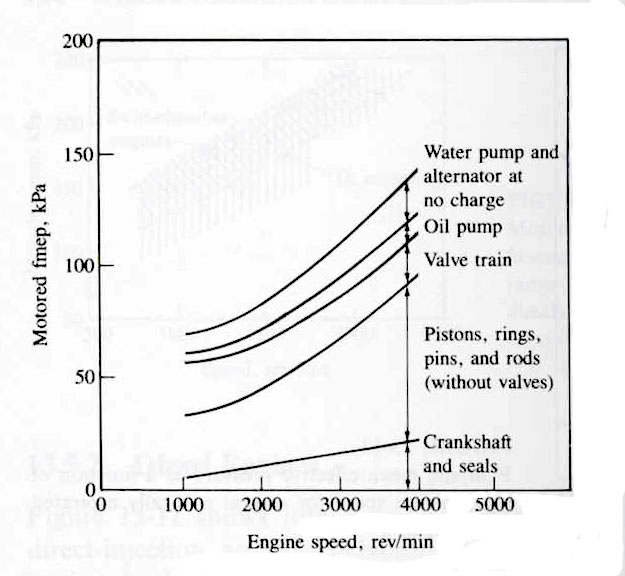 200
150
100
50
0
Motored fmep, kPa
Water pump and
alternator at
no charge
Oil pump
Valve train
Pistons, rings,
pins, and rods
(without valves)
Crankshaft
and seals
0 1000 2000 3000 4000 5000
Engine speed, rev/min